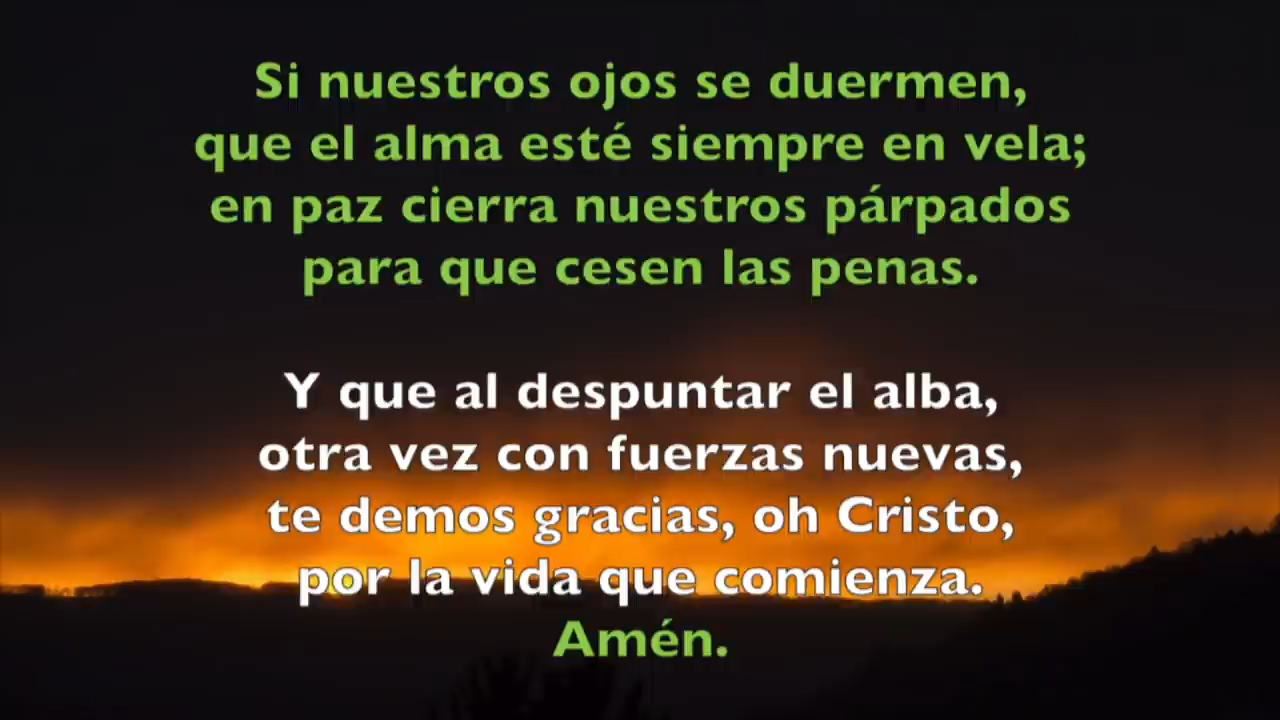 Si nuestros ojos se duermen,
que el alma esté siempre en vela;
en paz cierra nuestros párpados
para que cesen las penas.
Y que al despuntar el alba,
otra vez con fuerzas nuevas,
te demos gracias, oh Cristo,
por la vida que comienza.
Amén.